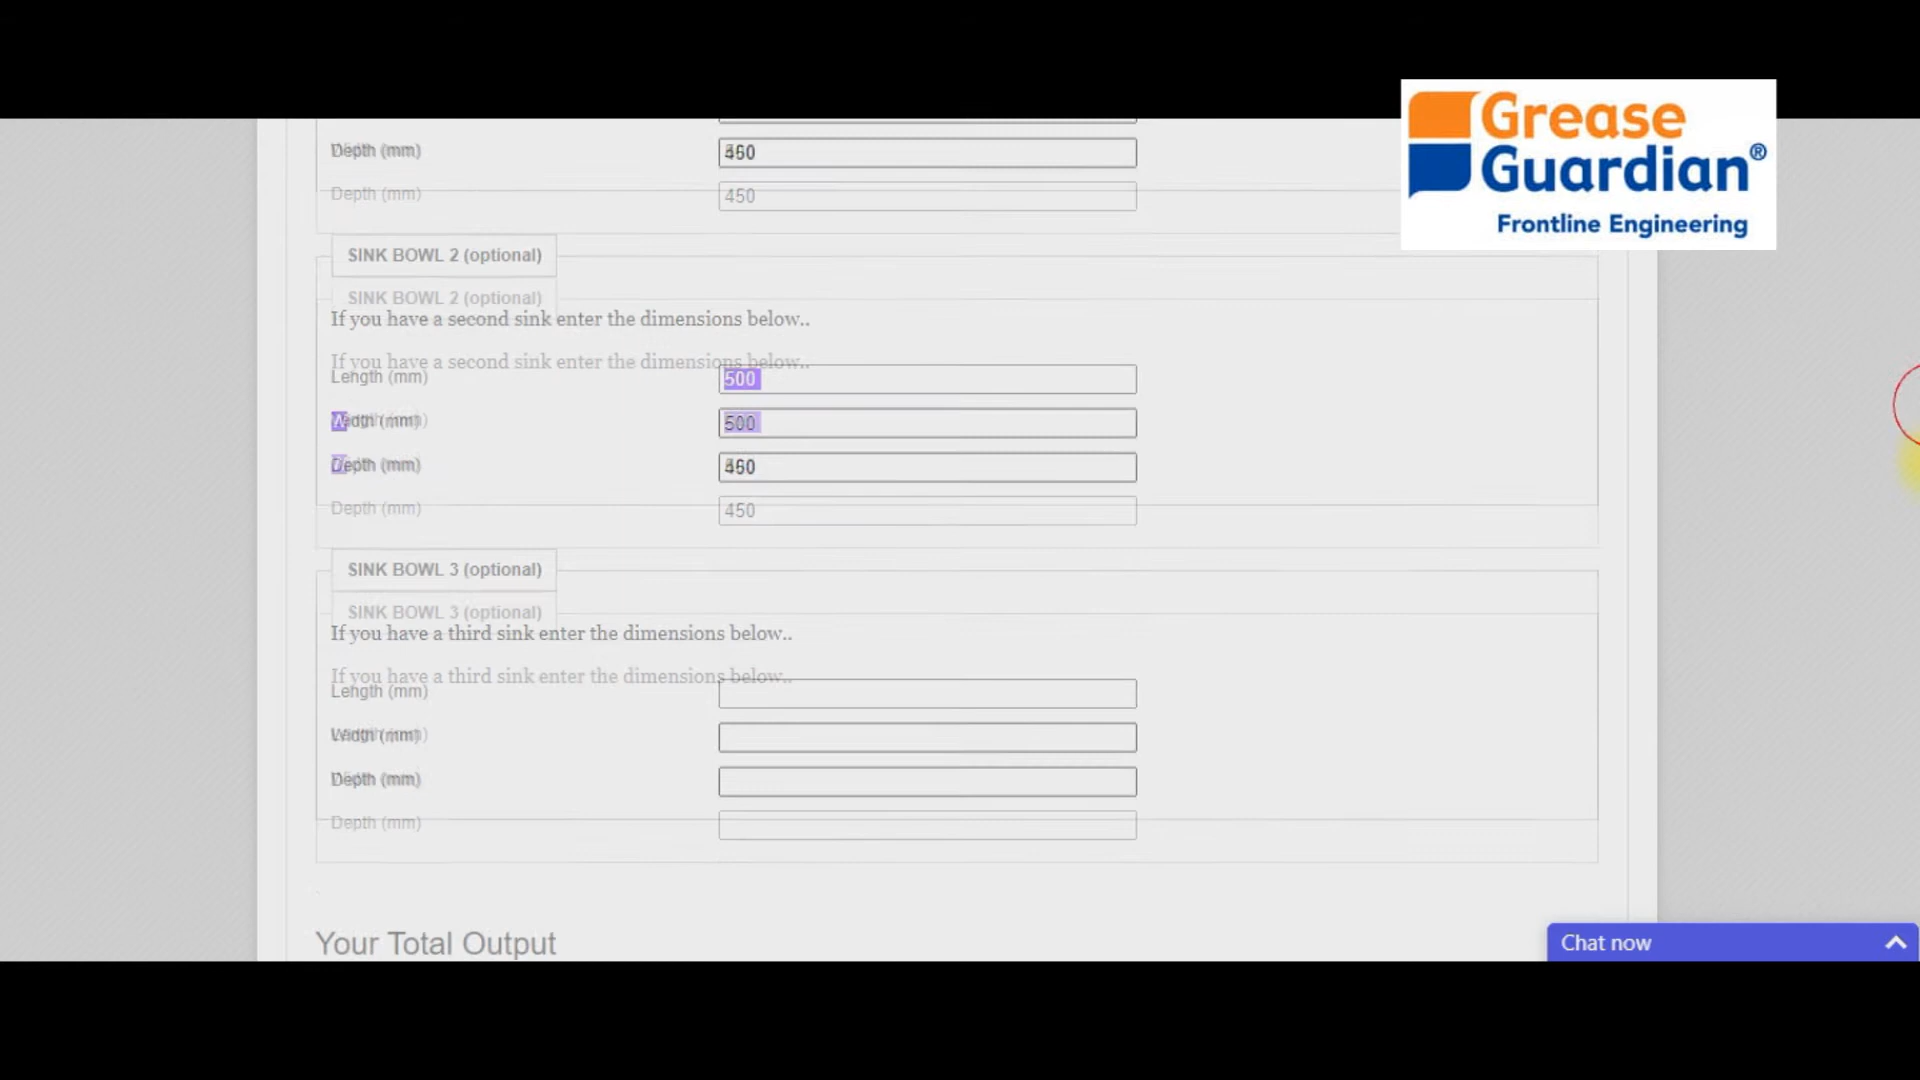 Grease
Guardian®
Frontline Engineering
Depth (mm)
Depth (mm)
450
SINK BOWL 2 (optional)
SINK BOWL 2 (optional)
If you have a second sink enter the dimensions below..
If you have a second sink enter the dimensions below..
Length (mm)
500
Width (mm)
500
Depth (mm)
Depth (mm)
450
SINK BOWL 3 (optional)
SINK BOWL 3 (optional)
If you have a third sink enter the dimensions below..
If you have a third sink enter the dimensions below..
Length (mm)
Width (mm)
Depth (mm)
Depth (mm)
Your Total Output
Chat now